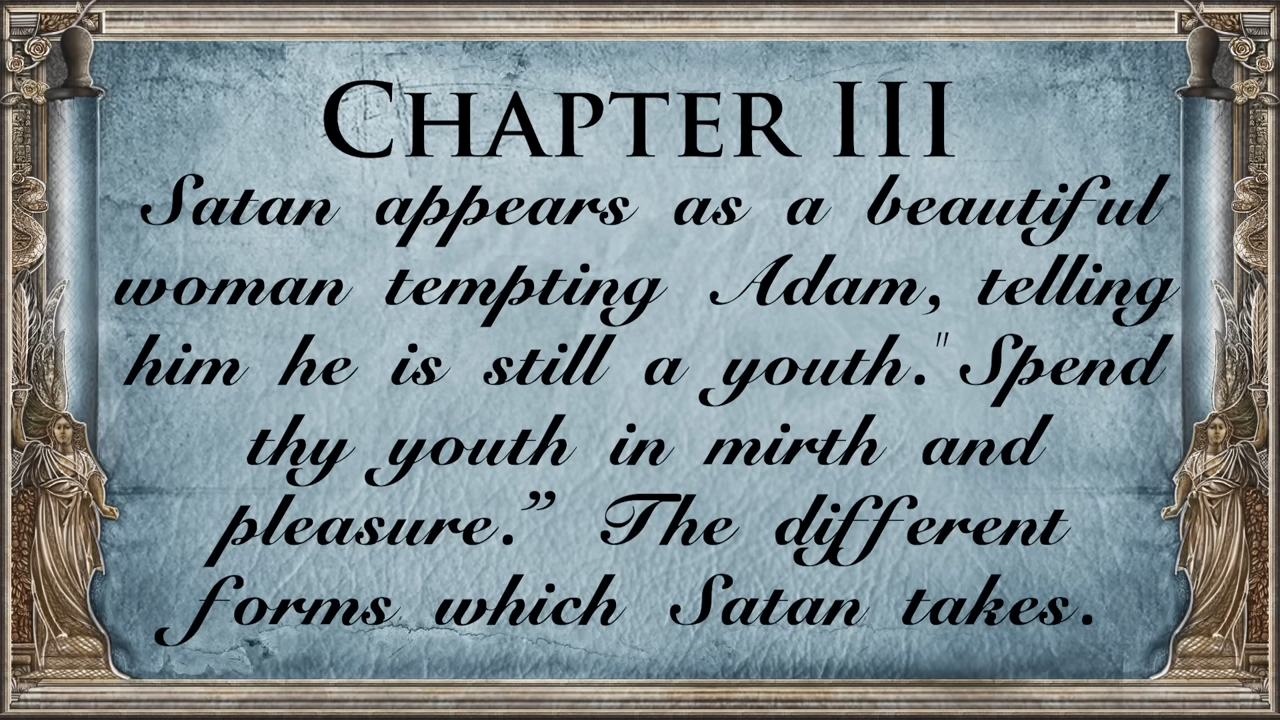 CHAPTER III
Satan appears as a beautiful
woman tempting Adam, telling
him he is still a youth."Spend
thy youth in mirth and
pleasure.” The different
forms which Satan takes.